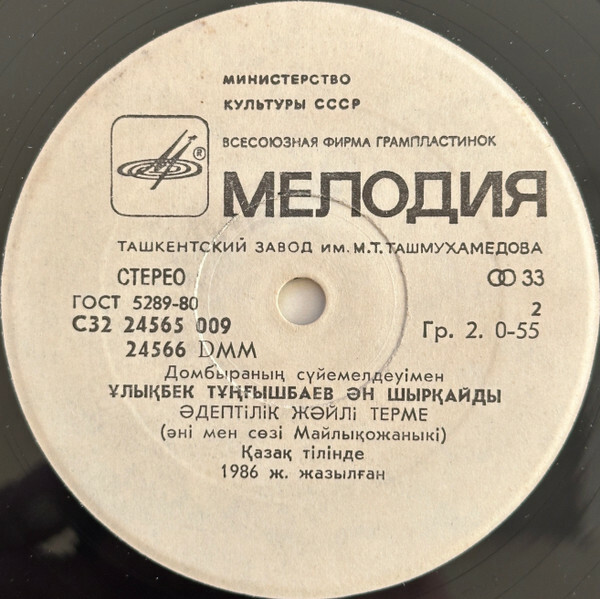 МИНИСТЕРСТВО
КУЛЬТУРЫ СССР
ВСЕСОЮЗНАЯ ФИРМА ГРАМПЛАСТИНОК
®
МЕЛОДИЯ
ТАШКЕНТСКИЙ ЗАВОД ИМ. М.Т. ТАШМУХАМЕДОВА
СТЕРЕО 33
ГОСТ 5289-80 2
С32 24565 009 Гр. 2. 0-55
24566 DMM
Домбыраның сүйемелдеуімен
ҰЛЫҚБЕК ТҰҢҒЫШБАЕВ ӘН ШЫРҚАЙДЫ
ӘДЕПТІЛІК ЖӘЙЛІ ТЕРМЕ
(әні мен сөзі Майлықожаныкі)
Қазақ тілінде
1986 ж. жазылған